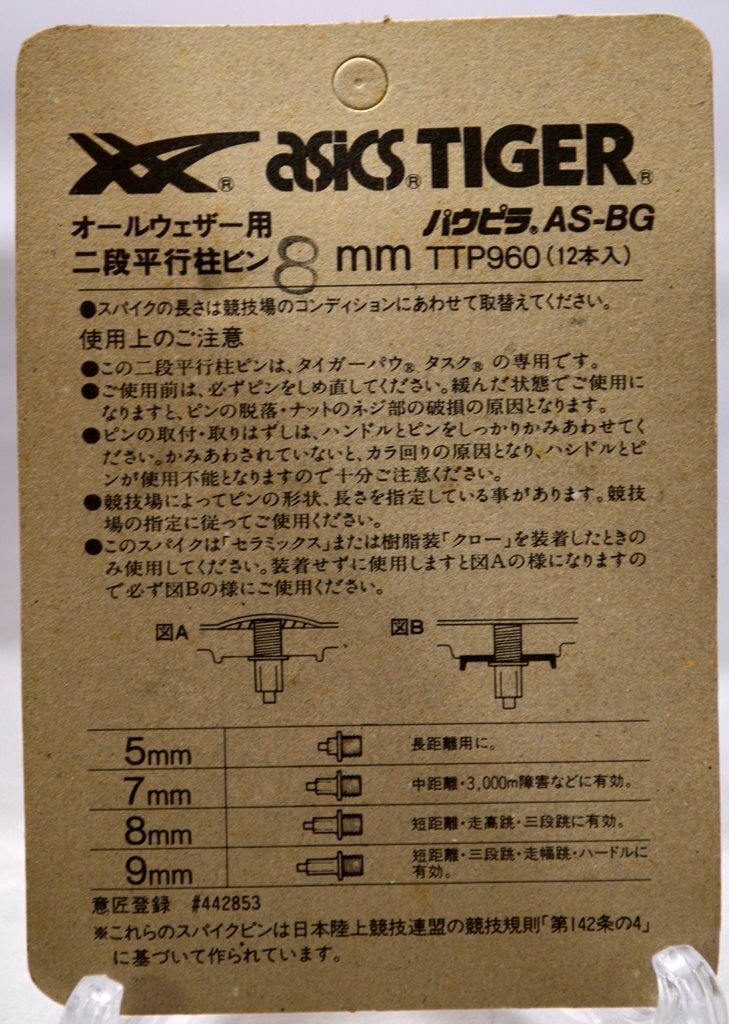 asics® TIGER®
オールウェザー用 パウピラ® AS-BG
二段平行柱ピン 8 mm TTP960(12本入)
●スパイクの長さは競技場のコンディションにあわせて取替えてください。
使用上のご注意
●この二段平行柱ピンは、タイガーパウ® タスク® の専用です。
●ご使用前は、必ずピンをしめ直してください。緩んだ状態でご使用に
なりますと、ピンの脱落・ナットのネジ部の破損の原因となります。
●ピンの取付・取りはずしは、ハンドルとピンをしっかりかみあわせてく
ださい。かみあわされていないと、カラ回りの原因となり、ハンドルとピ
ンが使用不能となりますので十分ご注意ください。
●競技場によってピンの形状、長さを指定している事があります。競技
場の指定に従ってご使用ください。
●このスパイクは「セラミックス」または樹脂装「クロー」を装着したときの
み使用してください。装着せずに使用しますと図Aの様になりますの
で必ず図Bの様にご使用ください。
図A 図B
5mm 長距離用に。
7mm 中距離・3,000m障害などに有効。
8mm 短距離・走高跳・三段跳に有効。
9mm 短距離・三段跳・走幅跳・ハードルに
有効。
意匠登録 #442853
※これらのスパイクピンは日本陸上競技連盟の競技規則「第142条の4」
に基づいて作られています。